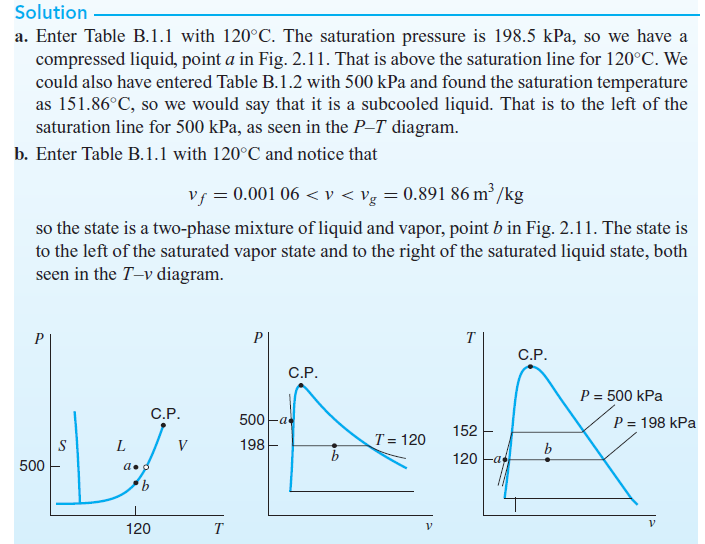 Solution
a. Enter Table B.1.1 with 120°C. The saturation pressure is 198.5 kPa, so we have a
compressed liquid, point a in Fig. 2.11. That is above the saturation line for 120°C. We
could also have entered Table B.1.2 with 500 kPa and found the saturation temperature
as 151.86°C, so we would say that it is a subcooled liquid. That is to the left of the
saturation line for 500 kPa, as seen in the P–T diagram.
b. Enter Table B.1.1 with 120°C and notice that
v_f = 0.001 06 < v < v_g = 0.891 86 m³/kg
so the state is a two-phase mixture of liquid and vapor, point b in Fig. 2.11. The state is
to the left of the saturated vapor state and to the right of the saturated liquid state, both
seen in the T–v diagram.
P
C.P.
S L V
500
a
b
120 T
P
C.P.
500 a
198
T = 120
b
v
T
C.P.
P = 500 kPa
P = 198 kPa
152
b
120 a
v